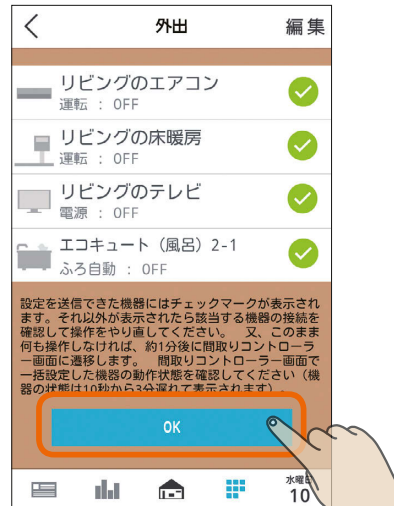 外出 編集
リビングのエアコン
運転 : OFF
リビングの床暖房
運転 : OFF
リビングのテレビ
電源 : OFF
エコキュート（風呂）2-1
ふろ自動 : OFF
設定を送信できた機器にはチェックマークが表示され
ます。それ以外が表示されたら該当する機器の接続を
確認して操作をやり直してください。 又、このまま
何も操作しなければ、約1分後に間取りコントローラ
ー画面に遷移します。 間取りコントローラー画面で
一括設定した機器の動作状態を確認してください（機
器の状態は10秒から3分遅れて表示されます）。
OK
水曜日
10